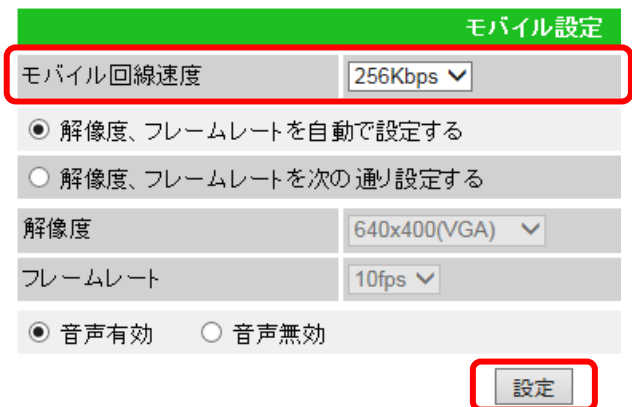 モバイル設定
モバイル回線速度 256Kbps
解像度、フレームレートを自動で設定する
解像度、フレームレートを次の通り設定する
解像度 640x400(VGA)
フレームレート 10fps
音声有効 音声無効
設定